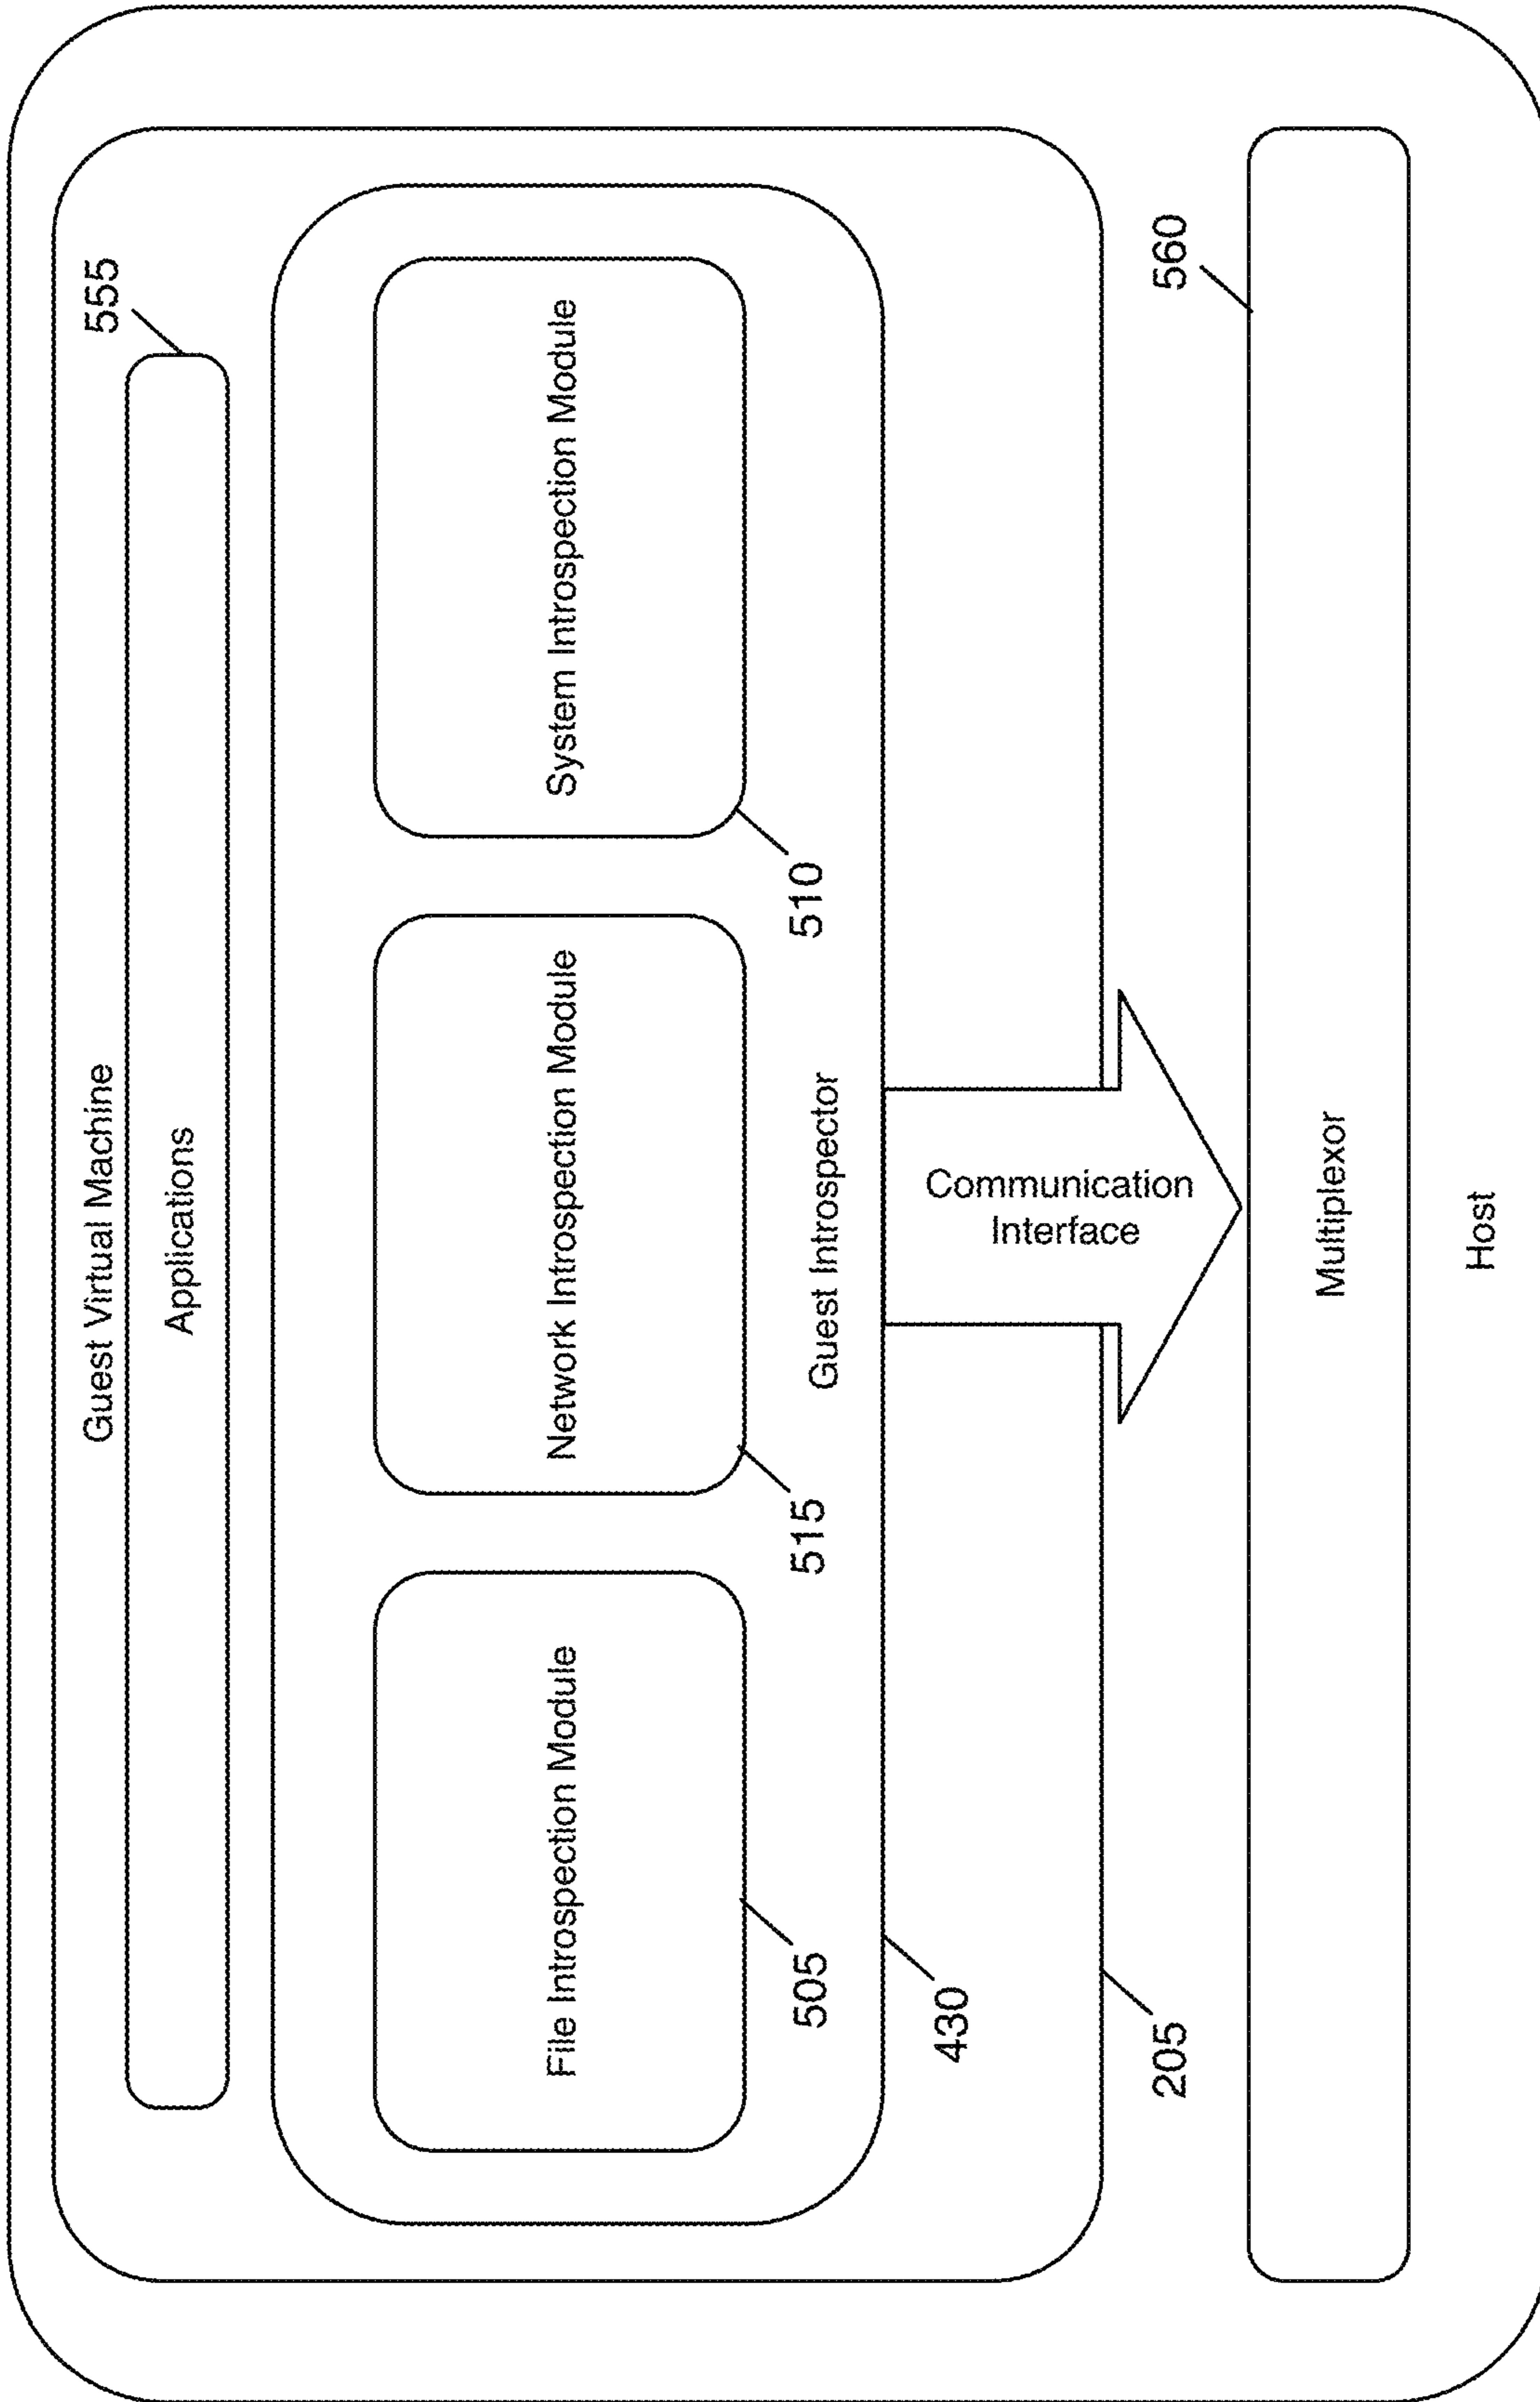 Guest Virtual Machine
555
Applications
File Introspection Module
Network Introspection Module
System Introspection Module
505
515
510
Guest Introspector
430
Communication
Interface
205
560
Multiplexor
Host